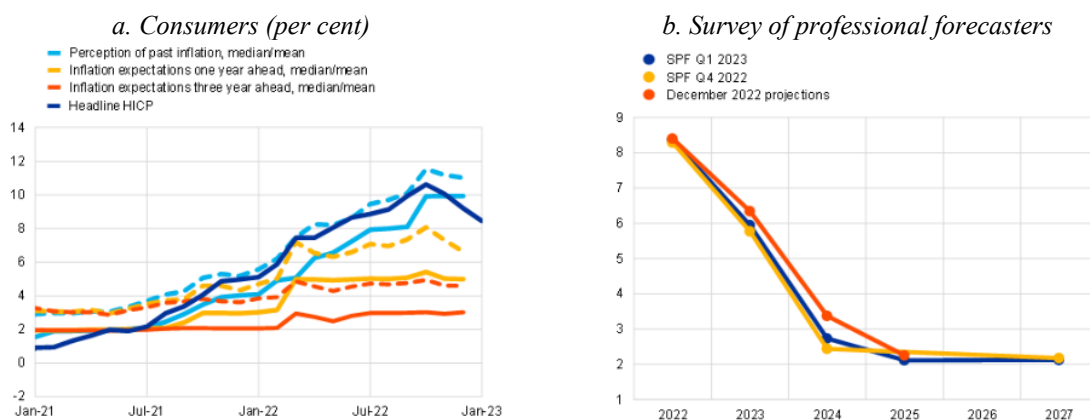 a. Consumers (per cent)
Perception of past inflation, median/mean
Inflation expectations one year ahead, median/mean
Inflation expectations three year ahead, median/mean
Headline HICP
14
12
10
8
6
4
2
0
-2
Jan-21
Jul-21
Jan-22
Jul-22
Jan-23
b. Survey of professional forecasters
SPF Q1 2023
SPF Q4 2022
December 2022 projections
9
8
7
6
5
4
3
2
1
2022
2023
2024
2025
2026
2027